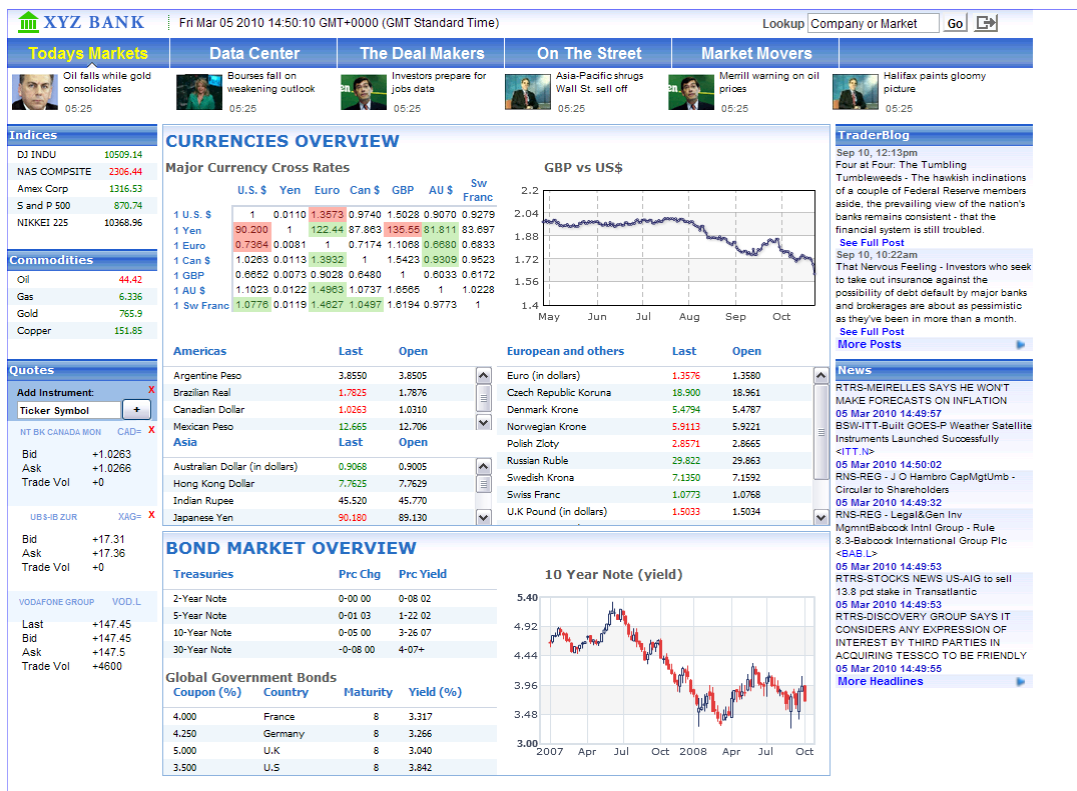 XYZ BANK
Fri Mar 05 2010 14:50:10 GMT+0000 (GMT Standard Time)
Lookup Company or Market Go
Todays Markets Data Center The Deal Makers On The Street Market Movers
Oil falls while gold
consolidates
05:25
Bourses fall on
weakening outlook
05:25
Investors prepare for
jobs data
05:25
Asia-Pacific shrugs
Wall St. sell off
05:25
Merrill warning on oil
prices
05:25
Halifax paints gloomy
picture
05:25
Indices
DJ INDU 10509.14
NAS COMPSITE 2306.44
Amex Corp 1316.53
S and P 500 870.74
NIKKEI 225 10368.96
Commodities
Oil 44.42
Gas 6.336
Gold 765.9
Copper 151.85
Quotes
Add Instrument: X
Ticker Symbol +
NT BK CANADA MON CAD= X
Bid +1.0263
Ask +1.0266
Trade Vol +0
UBS-IB ZUR XAG= X
Bid +17.31
Ask +17.36
Trade Vol +0
VODAFONE GROUP VOD.L
Last +147.45
Bid +147.45
Ask +147.5
Trade Vol +4600
CURRENCIES OVERVIEW
Major Currency Cross Rates
U.S. $ Yen Euro Can $ GBP AU $ Sw Franc
1 U.S. $ 1 0.0110 1.3573 0.9740 1.5028 0.9070 0.9279
1 Yen 90.200 1 122.44 87.863 135.55 81.811 83.697
1 Euro 0.7364 0.0081 1 0.7174 1.1068 0.6680 0.6833
1 Can $ 1.0263 0.0113 1.3932 1 1.5423 0.9309 0.9523
1 GBP 0.6652 0.0073 0.9028 0.6480 1 0.6033 0.6172
1 AU $ 1.1023 0.0122 1.4963 1.0737 1.6565 1 1.0228
1 Sw Franc 1.0776 0.0119 1.4627 1.0497 1.6194 0.9773 1
GBP vs US$
2.2
2.04
1.88
1.72
1.56
1.4
May Jun Jul Aug Sep Oct
Americas Last Open
Argentine Peso 3.8550 3.8505
Brazilian Real 1.7825 1.7876
Canadian Dollar 1.0263 1.0310
Mexican Peso 12.665 12.706
Asia Last Open
Australian Dollar (in dollars) 0.9068 0.9005
Hong Kong Dollar 7.7625 7.7629
Indian Rupee 45.520 45.770
Japanese Yen 90.180 89.130
European and others Last Open
Euro (in dollars) 1.3576 1.3580
Czech Republic Koruna 18.900 18.961
Denmark Krone 5.4794 5.4787
Norwegian Krone 5.9113 5.9221
Polish Zloty 2.8571 2.8665
Russian Ruble 29.822 29.863
Swedish Krona 7.1350 7.1592
Swiss Franc 1.0773 1.0768
U.K Pound (in dollars) 1.5033 1.5034
BOND MARKET OVERVIEW
Treasuries Prc Chg Prc Yield
2-Year Note 0-00 00 0-08 02
5-Year Note 0-01 03 1-22 02
10-Year Note 0-05 00 3-26 07
30-Year Note -0-08 00 4-07+
Global Government Bonds
Coupon (%) Country Maturity Yield (%)
4.000 France 8 3.317
4.250 Germany 8 3.266
5.000 U.K 8 3.040
3.500 U.S 8 3.842
10 Year Note (yield)
5.40
4.92
4.44
3.96
3.48
3.00
2007 Apr Jul Oct 2008 Apr Jul Oct
TraderBlog
Sep 10, 12:13pm
Four at Four: The Tumbling
Tumbleweeds - The hawkish inclinations
of a couple of Federal Reserve members
aside, the prevailing view of the nation's
banks remains consistent - that the
financial system is still troubled.
See Full Post
Sep 10, 10:22am
That Nervous Feeling - Investors who seek
to take out insurance against the
possibility of debt default by major banks
and brokerages are about as pessimistic
as they've been in more than a month.
See Full Post
More Posts
News
RTRS-MEIRELLES SAYS HE WON'T
MAKE FORECASTS ON INFLATION
05 Mar 2010 14:49:57
BSW-ITT-Built GOES-P Weather Satellite
Instruments Launched Successfully
<ITT.N>
05 Mar 2010 14:50:02
RNS-REG - J O Hambro CapMgtUmb -
Circular to Shareholders
05 Mar 2010 14:49:32
RNS-REG - Legal&Gen Inv
MgmntBabcock Intnl Group - Rule
8.3-Babcock International Group Plc
<BAB.L>
05 Mar 2010 14:49:53
RTRS-STOCKS NEWS US-AIG to sell
13.8 pct stake in Transatlantic
05 Mar 2010 14:49:53
RTRS-DISCOVERY GROUP SAYS IT
CONSIDERS ANY EXPRESSION OF
INTEREST BY THIRD PARTIES IN
ACQUIRING TESSCO TO BE FRIENDLY
05 Mar 2010 14:49:55
More Headlines